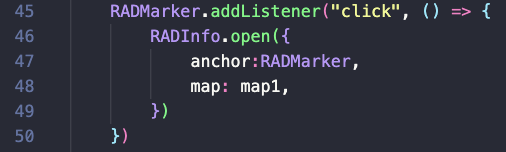 45 RADMarker.addListener("click", () => {
46 RADInfo.open({
47 anchor:RADMarker,
48 map: map1,
49 })
50 })